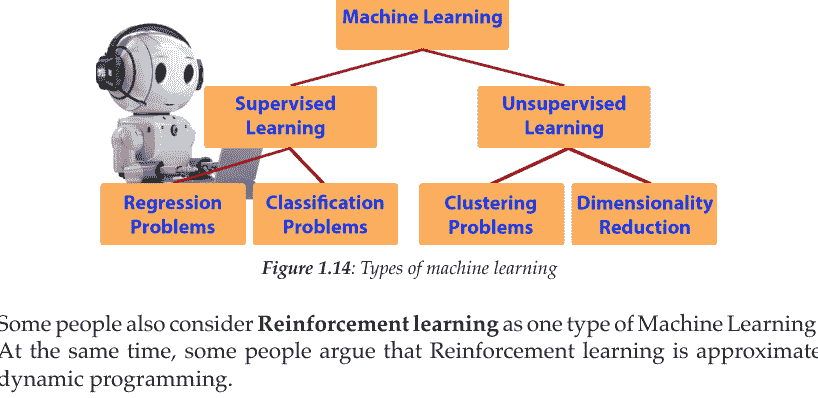 Machine Learning
Supervised
Learning
Unsupervised
Learning
Regression
Problems
Classification
Problems
Clustering
Problems
Dimensionality
Reduction
Figure 1.14: Types of machine learning
Some people also consider Reinforcement learning as one type of Machine Learning
At the same time, some people argue that Reinforcement learning is approximate
dynamic programming.